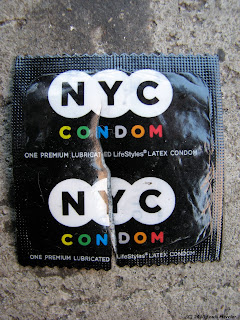 NYC
CONDOM
ONE PREMIUM LUBRICATED LifeStyles® LATEX CONDOM
NYC
CONDOM
ONE PREMIUM LUBRICATED LifeStyles® LATEX CONDOM